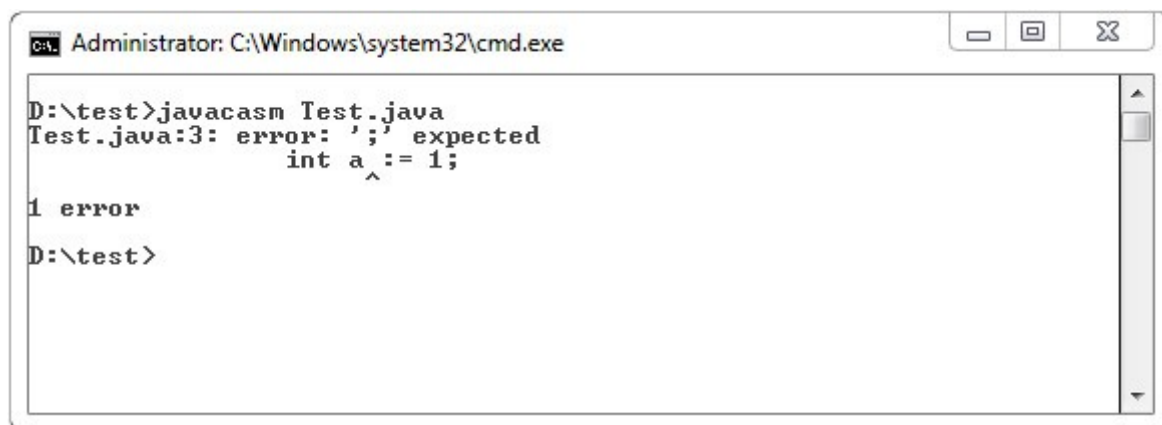 Administrator: C:\Windows\system32\cmd.exe
D:\test>javacasm Test.java
Test.java:3: error: ';' expected
int a := 1;
^
1 error
D:\test>